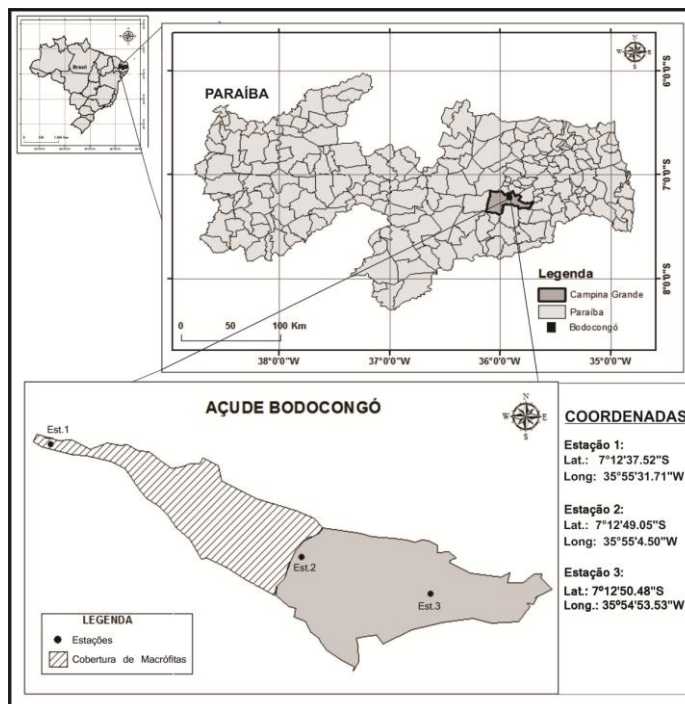 Brasil
PARAÍBA
6°0'0"S
7°0'0"S
8°0'0"S
Legenda
Campina Grande
Paraíba
Bodocongó
0 50 100 Km
38°0'0"W 37°0'0"W 36°0'0"W 35°0'0"W
AÇUDE BODOCONGÓ
N
W E
S
Est.1
Est.2
Est.3
LEGENDA
Estações
Cobertura de Macrófitas
COORDENADAS
Estação 1:
Lat.: 7°12'37.52"S
Long: 35°55'31.71"W
Estação 2:
Lat.: 7°12'49.05"S
Long: 35°55'4.50"W
Estação 3:
Lat.: 7º12'50.48"S
Long.: 35º54'53.53"W